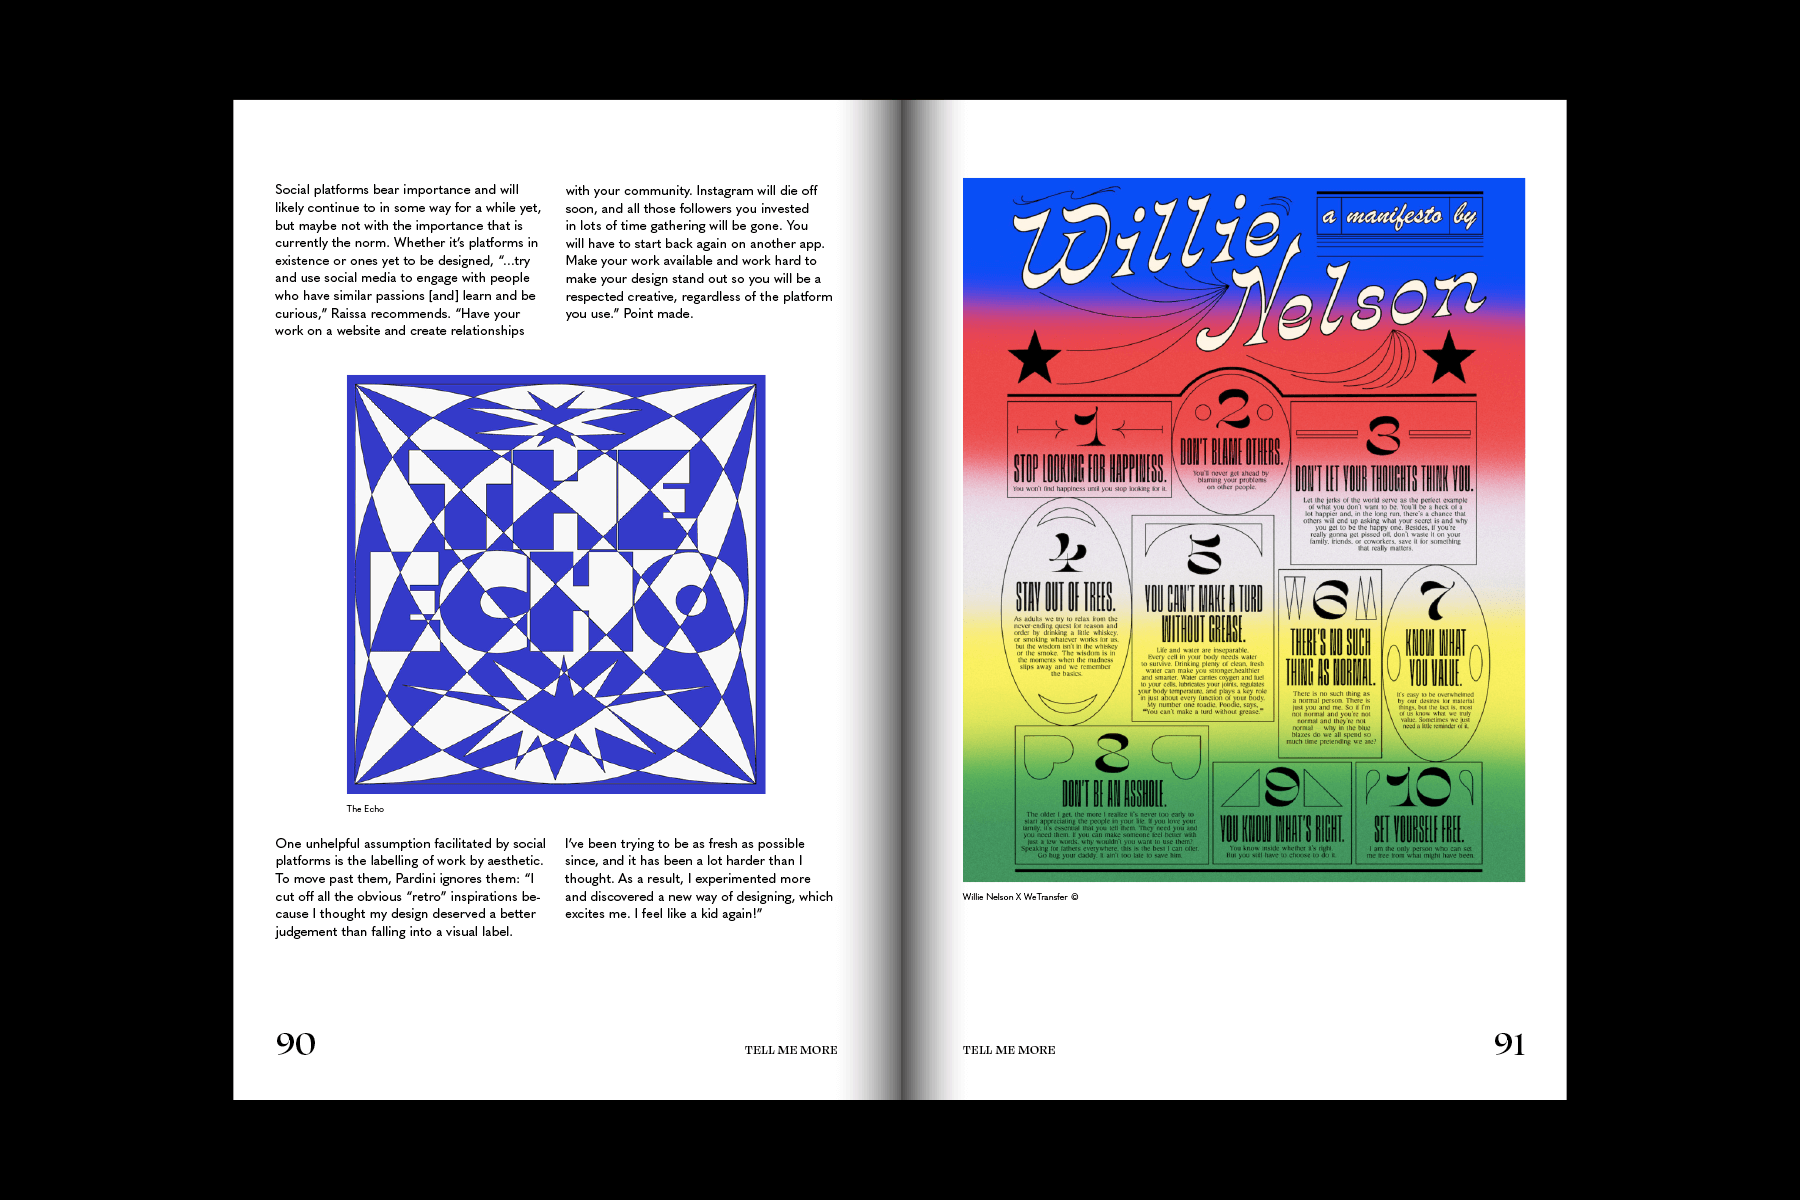 Social platforms bear importance and will
likely continue to in some way for a while yet,
but maybe not with the importance that is
currently the norm. Whether it’s platforms in
existence or ones yet to be designed, “...try
and use social media to engage with people
who have similar passions [and] learn and be
curious,” Raissa recommends. “Have your
work on a website and create relationships
with your community. Instagram will die off
soon, and all those followers you invested
in lots of time gathering will be gone. You
will have to start back again on another app.
Make your work available and work hard to
make your design stand out so you will be a
respected creative, regardless of the platform
you use.” Point made.
THE
ECHO
The Echo
One unhelpful assumption facilitated by social
platforms is the labelling of work by aesthetic.
To move past them, Pardini ignores them: “I
cut off all the obvious “retro” inspirations be-
cause I thought my design deserved a better
judgement than falling into a visual label.
I’ve been trying to be as fresh as possible
since, and it has been a lot harder than I
thought. As a result, I experimented more
and discovered a new way of designing, which
excites me. I feel like a kid again!”
90
TELL ME MORE
a manifesto by
Willie
Nelson
1
STOP LOOKING FOR HAPPINESS.
You won't find happiness until you stop looking for it.
2
DON'T BLAME OTHERS.
You'll never get ahead by
blaming your problems
on other people.
3
DON'T LET YOUR THOUGHTS THINK YOU.
Let the jerks of the world serve as the perfect example
of what you don't want to be. You'll be a heck of a
lot happier and, in the long run, there's a chance that
others will end up asking what your secret is and why
you get to be the happy one. Besides, if you're
really gonna get pissed off, don't waste it on your
family, friends, or coworkers, save it for something
that really matters.
4
STAY OUT OF TREES.
As adults we try to relax from the
never-ending quest for reason and
order by drinking a little whiskey,
or smoking whatever works for us,
but the wisdom isn't in the whiskey
or the smoke. The wisdom is in
the moments when the madness
slips away and we remember
the basics.
5
YOU CAN'T MAKE A TURD
WITHOUT GREASE.
Life and water are inseparable.
Every cell in your body needs water
to survive. Drinking plenty of clean, fresh
water can make you stronger,healthier
and smarter. Water carries oxygen and fuel
to your cells, lubricates your joints, regulates
your body temperature, and plays a key role
in just about every function of your body.
My number one roadie, Poodie, says,
“You can't make a turd without grease.”
6
THERE'S NO SUCH
THING AS NORMAL.
There is no such thing as
a normal person. There is
just you and me. So if I'm
not normal and you're not
normal and they're not
normal why in the blue
blazes do we all spend so
much time pretending we are?
7
KNOW WHAT
YOU VALUE.
It's easy to be overwhelmed
by our desires for material
things, but the fact is, most
of us know what we truly
value. Sometimes we just
need a little reminder of it.
8
DON'T BE AN ASSHOLE.
The older I get, the more I realize it's never too early to
start appreciating the people in your life. If you love your
family, it's essential that you tell them. They need you and
you need them. If you can make someone feel better with
just a few words, why wouldn't you want to use them?
Speaking for fathers everywhere, this is the best I can offer.
Go hug your daddy. It ain't too late to save him.
9
YOU KNOW WHAT'S RIGHT.
You know inside whether it's right.
But you still have to choose to do it.
10
SET YOURSELF FREE.
I am the only person who can set
me free from what might have been.
Willie Nelson X WeTransfer ©
TELL ME MORE
91